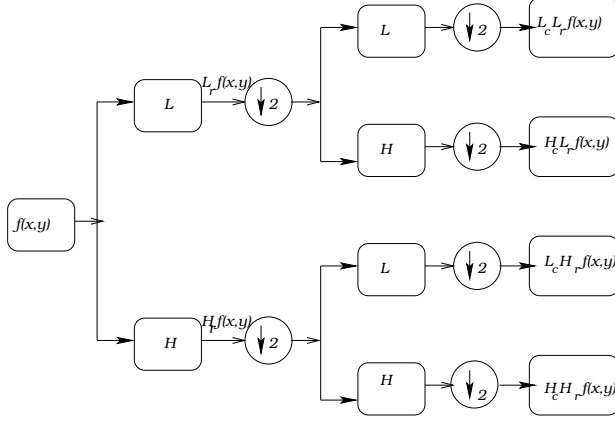 L
2
L_c L_r f(x,y)
L
L_r f(x,y)
2
H
2
H_c L_r f(x,y)
f(x,y)
L
2
L_c H_r f(x,y)
H
H_r f(x,y)
2
H
2
H_c H_r f(x,y)